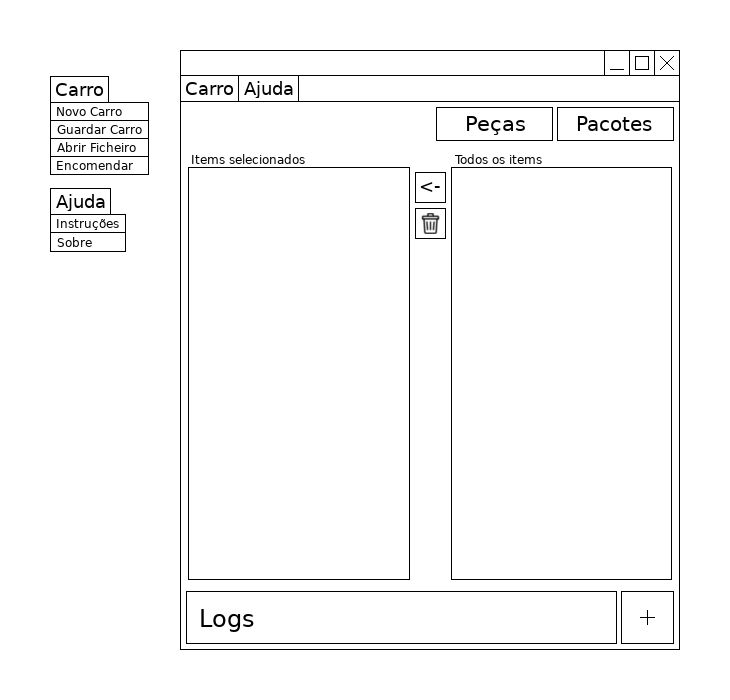 Carro
Novo Carro
Guardar Carro
Abrir Ficheiro
Encomendar
Ajuda
Instruções
Sobre
Carro Ajuda
Peças Pacotes
Items selecionados
Todos os items
<-
Logs
+